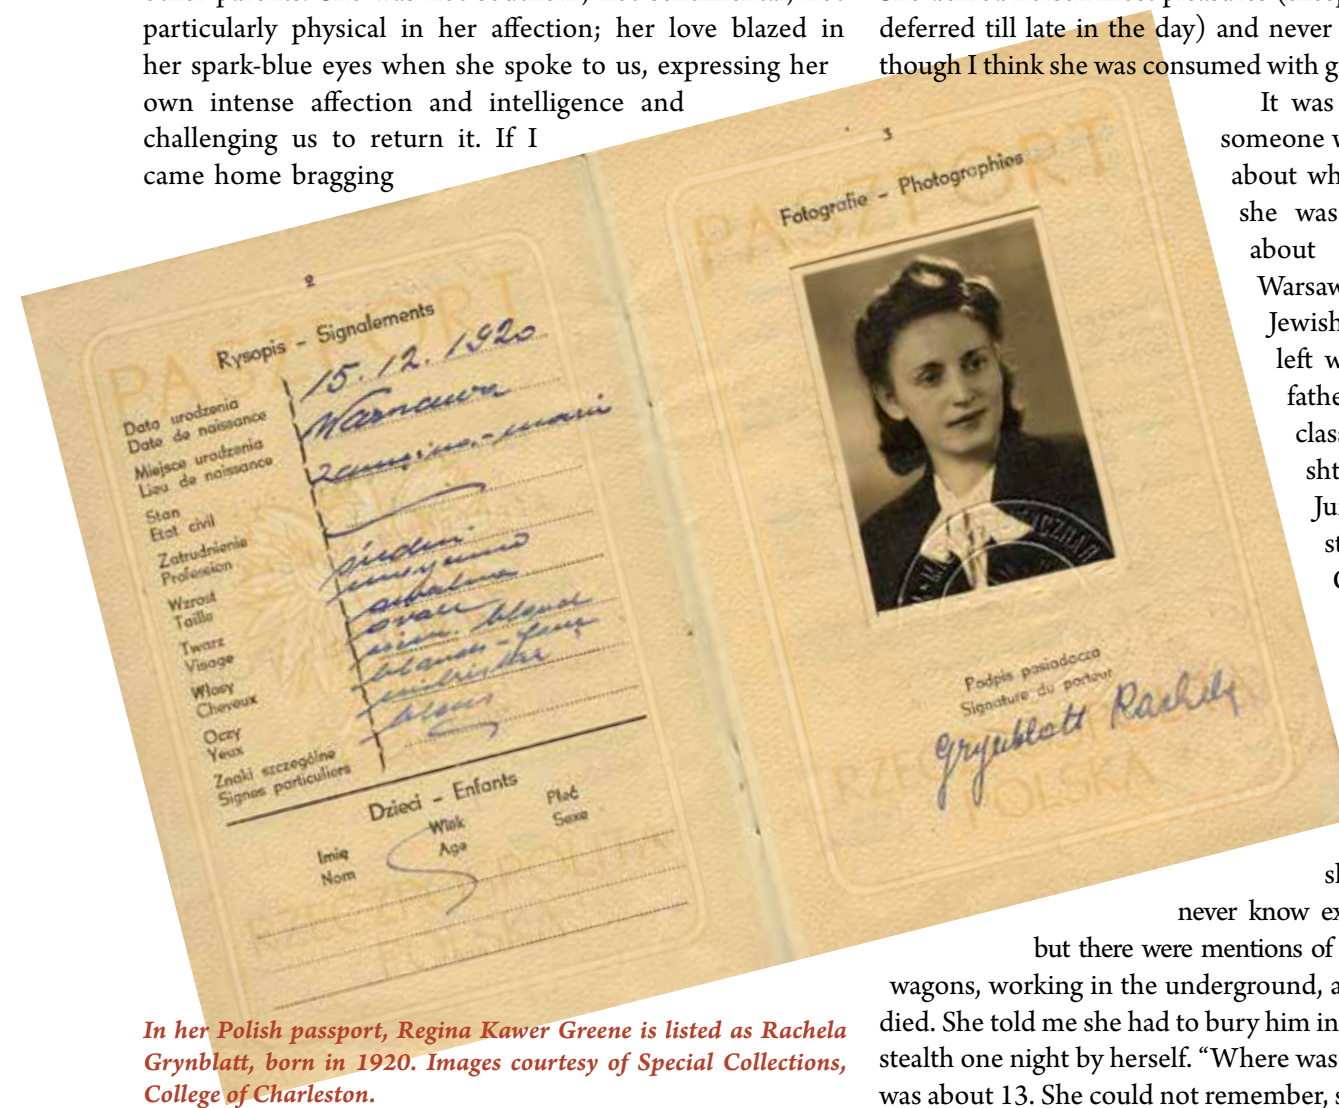 particularly physical in her affection; her love blazed in
her spark-blue eyes when she spoke to us, expressing her
own intense affection and intelligence and
challenging us to return it. If I
came home bragging
deferred till late in the day) and never
though I think she was consumed with g
It was
someone w
about wh
she was
about
Warsaw
Jewish
left w
fathe
class
sht
Ju
st
sh
never know ex
but there were mentions of
wagons, working in the underground, a
died. She told me she had to bury him in
stealth one night by herself. “Where was
was about 13. She could not remember, s
2
PASZPORT
Rysopis – Signalements
Data urodzenia
Date de naissance
15.12.1920
Miejsce urodzenia
Lieu de naissance
Warszawa
Stan
Etat civil
Zatrudnienie
Profession
Wzrost
Taille
Twarz
Visage
Włosy
Cheveux
Oczy
Yeux
Znaki szczególne
Signes particuliers
Dzieci – Enfants
Imię Wiek Płeć
Nom Age Sexe
RZECZPOSPOLITA
POLSKA
3
PASZPORT
Fotografie – Photographies
Podpis posiadacza
Signature du porteur
Grynblatt Rachela
POLSKA
In her Polish passport, Regina Kawer Greene is listed as Rachela
Grynblatt, born in 1920. Images courtesy of Special Collections,
College of Charleston.